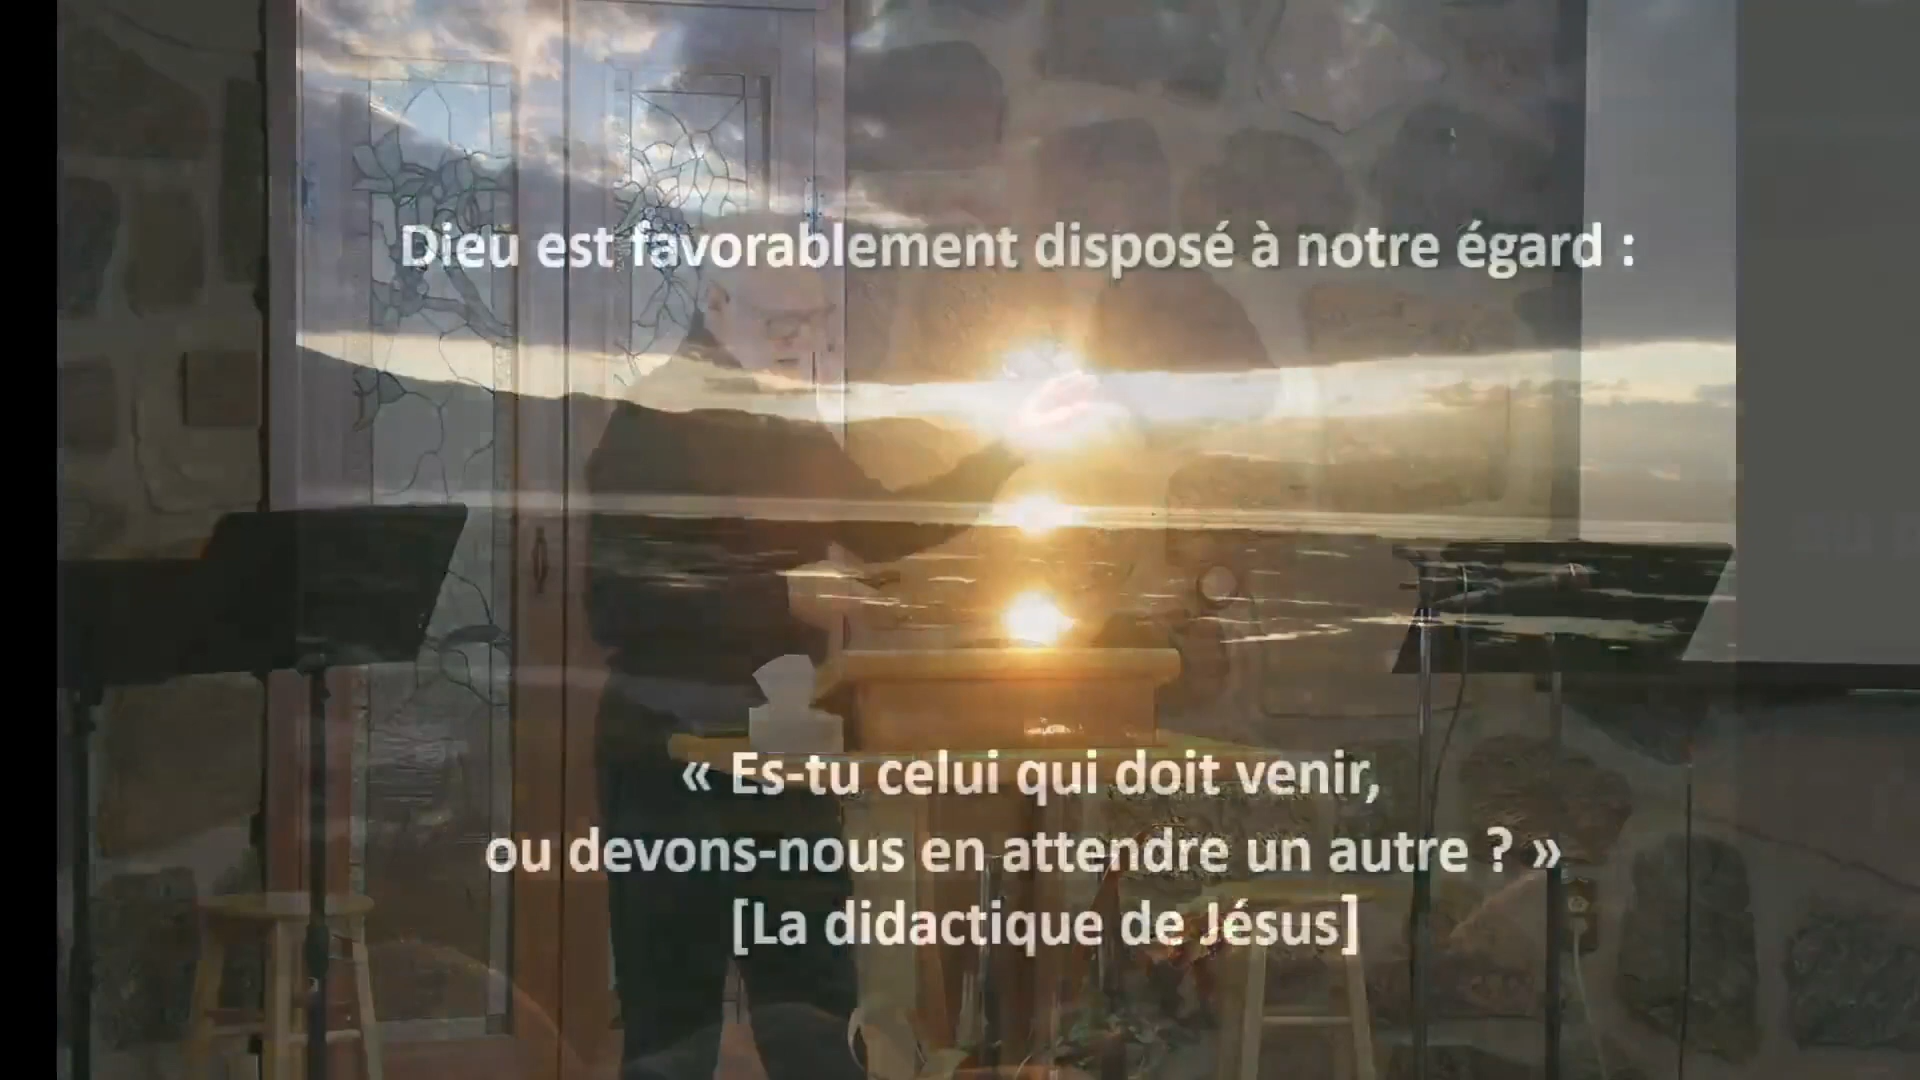 Dieu est favorablement disposé à notre égard :
« Es-tu celui qui doit venir,
ou devons-nous en attendre un autre ? »
[La didactique de Jésus]